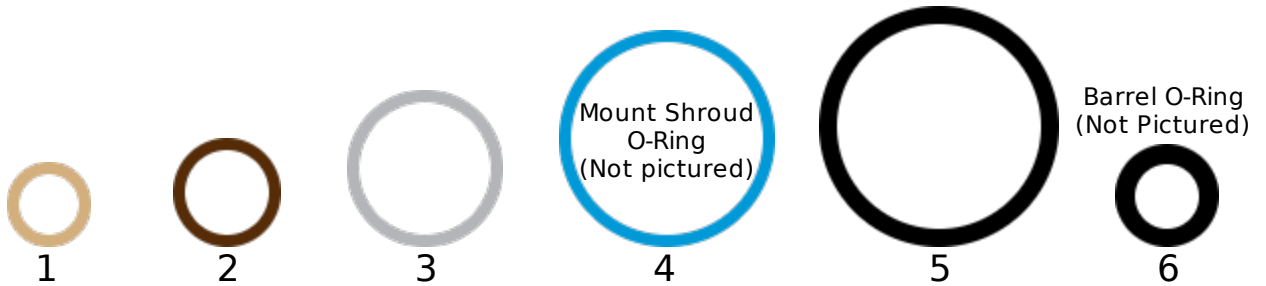 Mount Shroud
O-Ring
(Not pictured)
Barrel O-Ring
(Not Pictured)
1
2
3
4
5
6